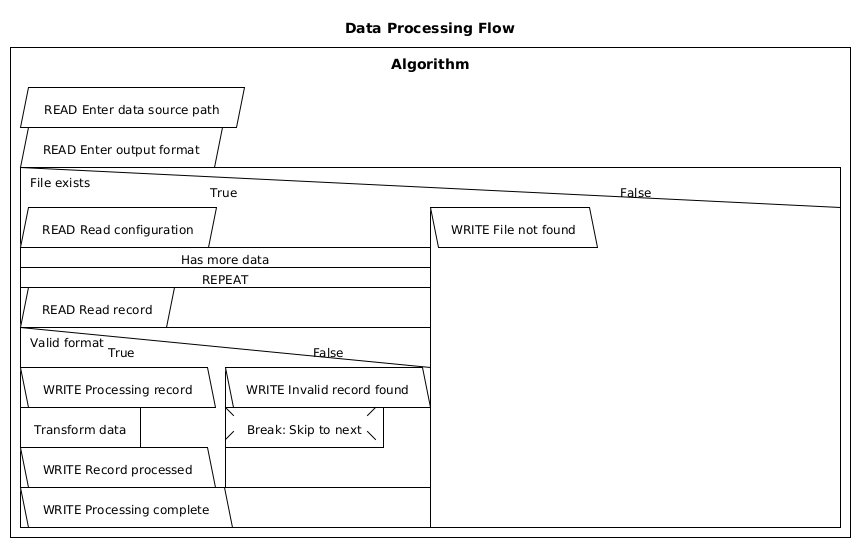 Data Processing Flow
Algorithm
READ Enter data source path
READ Enter output format
File exists
True
False
READ Read configuration
WRITE File not found
Has more data
REPEAT
READ Read record
Valid format
True
False
WRITE Processing record
WRITE Invalid record found
Transform data
Break: Skip to next
WRITE Record processed
WRITE Processing complete